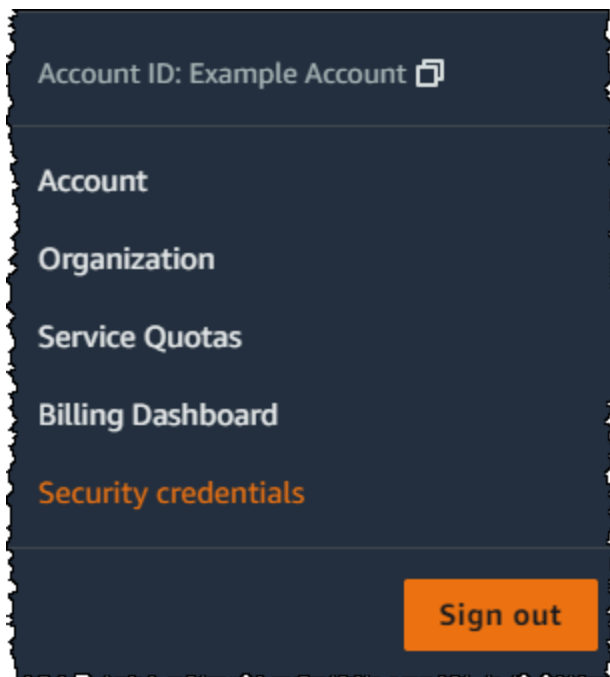 Account ID: Example Account
Account
Organization
Service Quotas
Billing Dashboard
Security credentials
Sign out